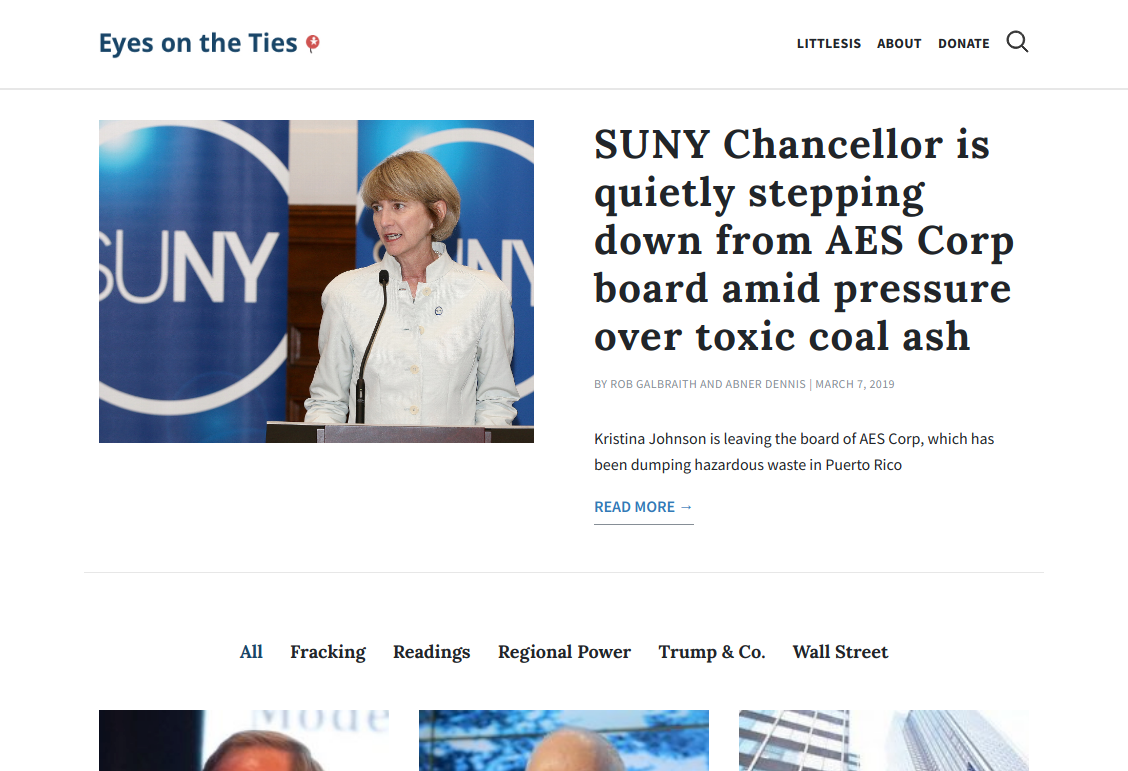 Eyes on the Ties
LITTLESIS ABOUT DONATE
SUNY
SUNY
SUNY Chancellor is
quietly stepping
down from AES Corp
board amid pressure
over toxic coal ash
BY ROB GALBRAITH AND ABNER DENNIS | MARCH 7, 2019
Kristina Johnson is leaving the board of AES Corp, which has
been dumping hazardous waste in Puerto Rico
READ MORE →
All Fracking Readings Regional Power Trump & Co. Wall Street
Mode